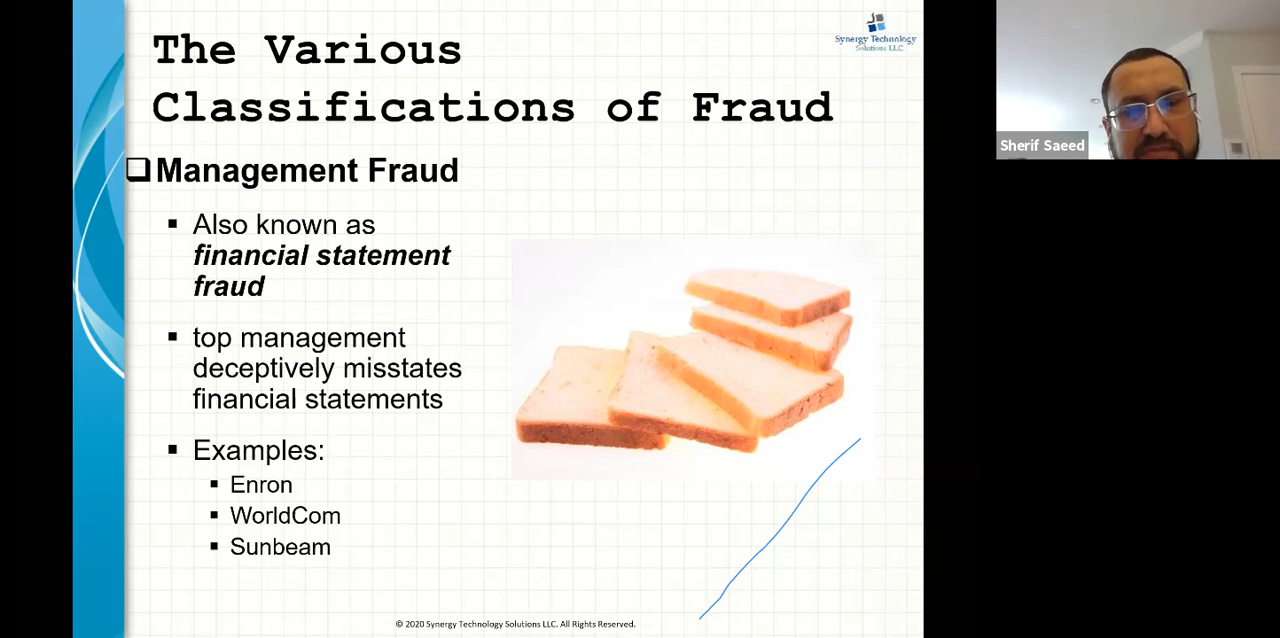 The Various
Classifications of Fraud
Synergy Technology
Solutions LLC
Management Fraud
Also known as
financial statement
fraud
top management
deceptively misstates
financial statements
Examples:
Enron
WorldCom
Sunbeam
© 2020 Synergy Technology Solutions LLC. All Rights Reserved.
Sherif Saeed